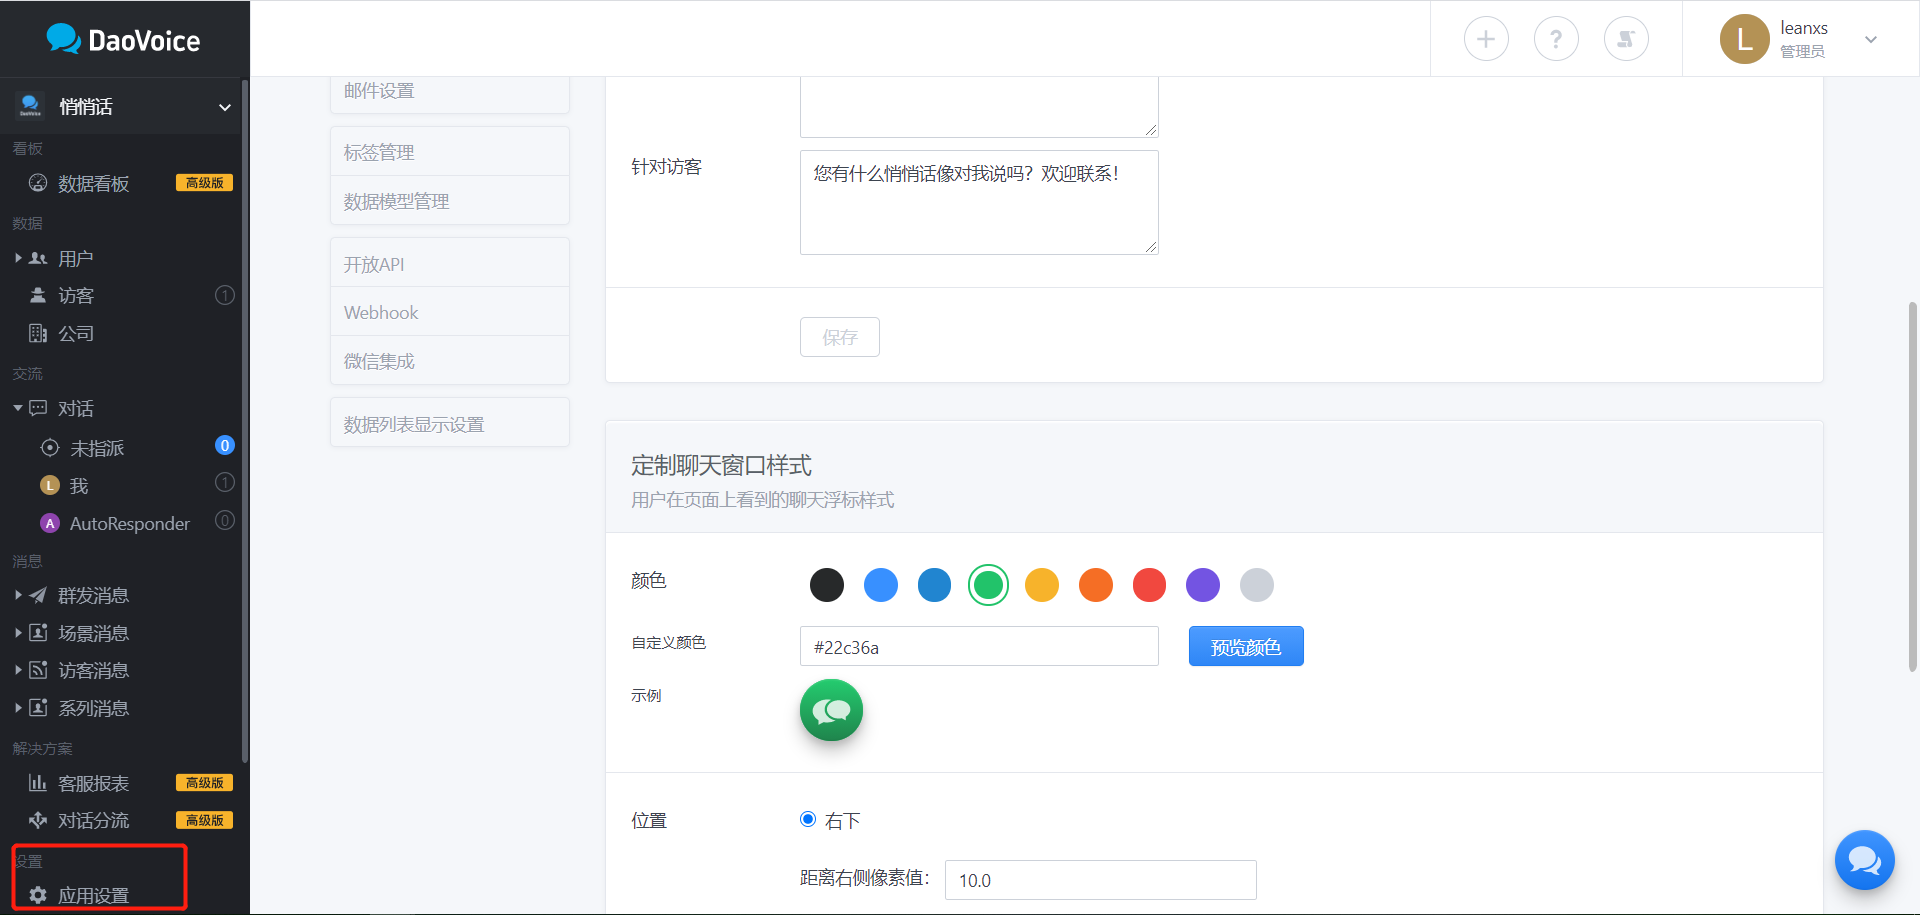 DaoVoice
leanxs
管理员
L
悄悄话
看板
数据看板
高级版
数据
用户
访客
1
公司
交流
对话
未指派
0
L
我
1
A
AutoResponder
0
消息
群发消息
场景消息
访客消息
系列消息
解决方案
客服报表
高级版
对话分流
高级版
设置
应用设置
邮件设置
标签管理
数据模型管理
开放API
Webhook
微信集成
数据列表显示设置
针对访客
您有什么悄悄话像对我说吗？欢迎联系！
保存
定制聊天窗口样式
用户在页面上看到的聊天浮标样式
颜色
自定义颜色
#22c36a
预览颜色
示例
位置
右下
距离右侧像素值：
10.0